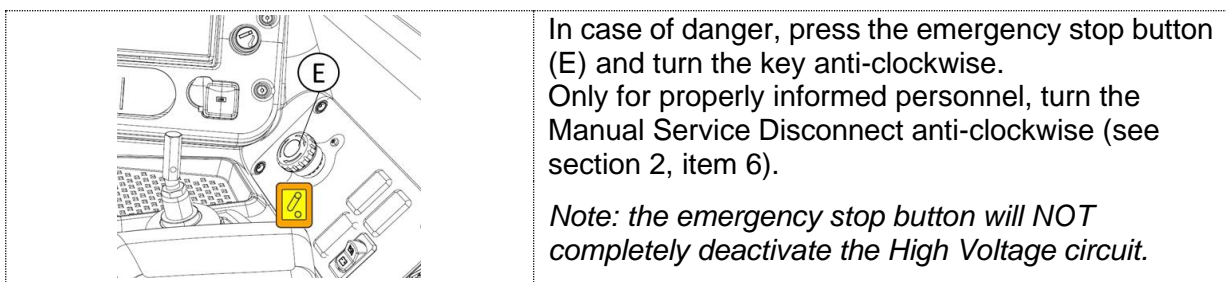 E
In case of danger, press the emergency stop button
(E) and turn the key anti-clockwise.
Only for properly informed personnel, turn the
Manual Service Disconnect anti-clockwise (see
section 2, item 6).
Note: the emergency stop button will NOT
completely deactivate the High Voltage circuit.